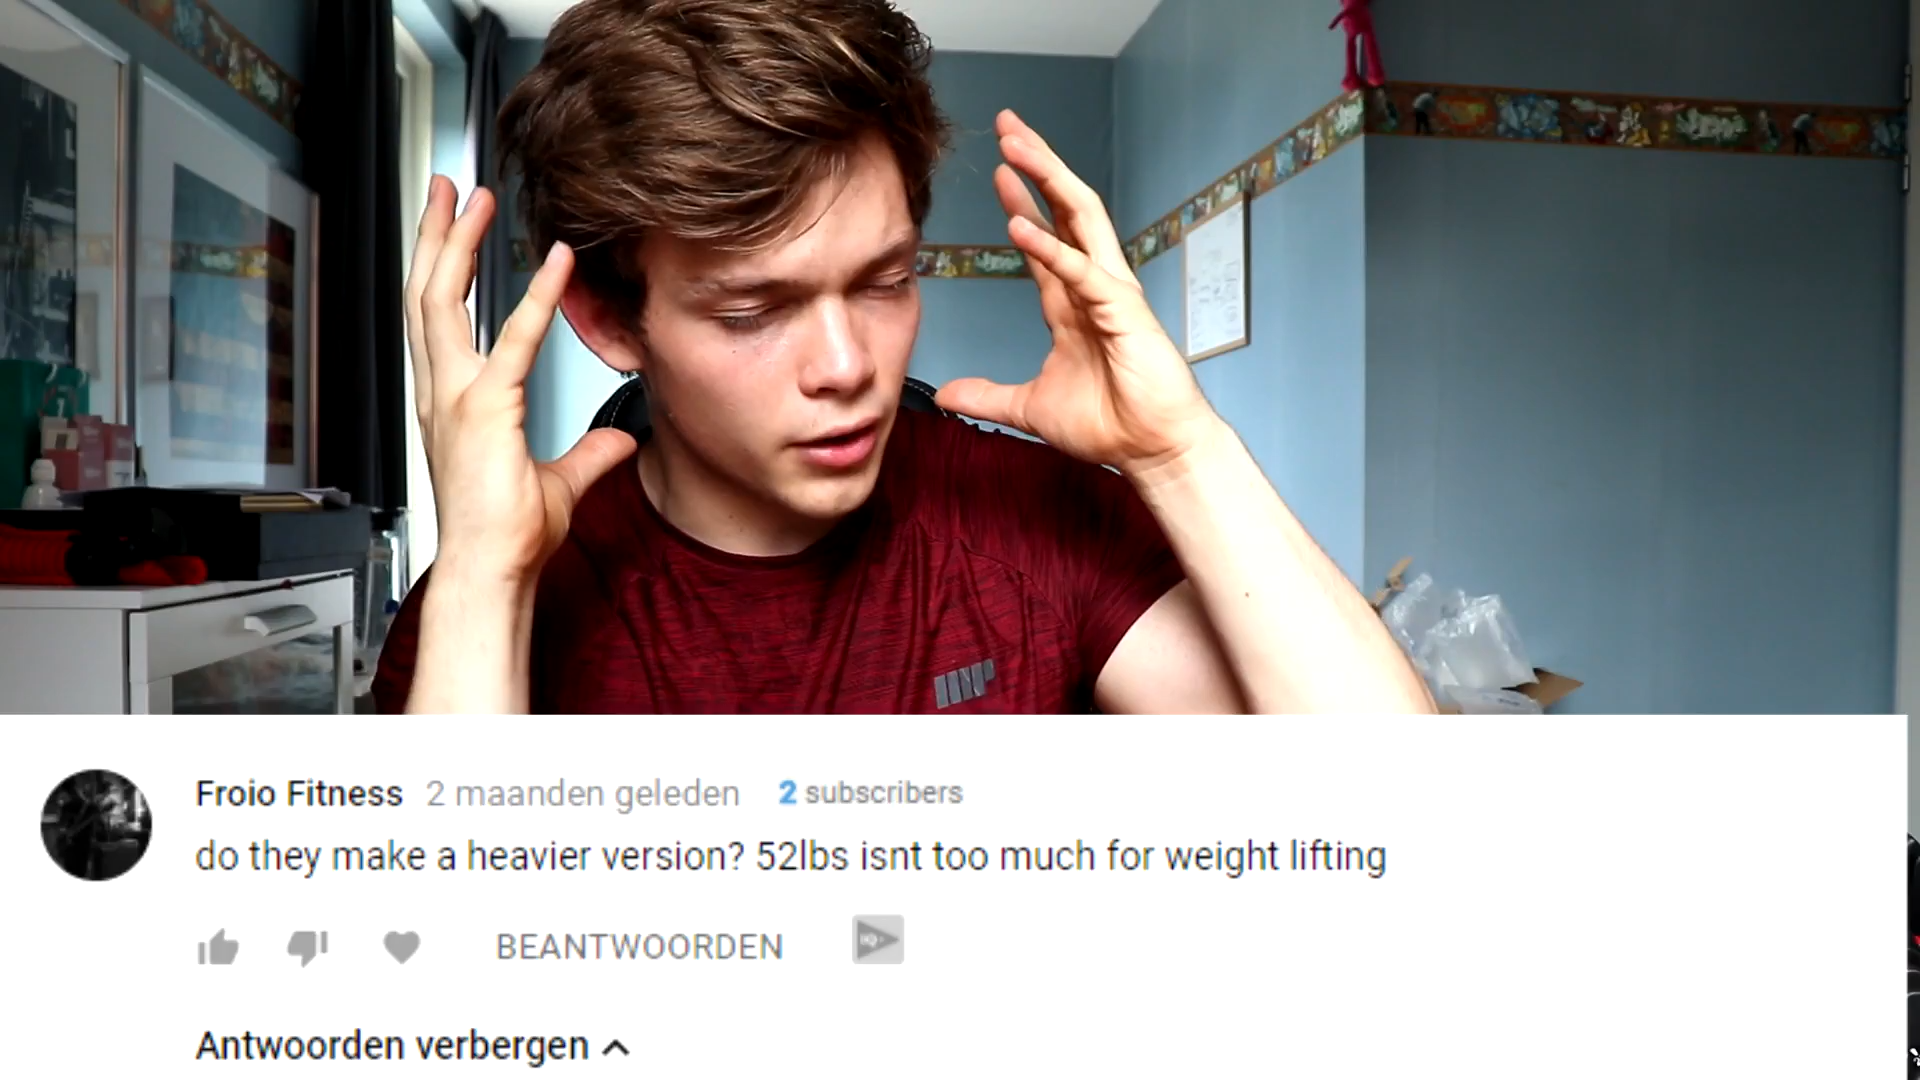 Froio Fitness 2 maanden geleden 2 subscribers
do they make a heavier version? 52lbs isnt too much for weight lifting
BEANTWOORDEN
Antwoorden verbergen